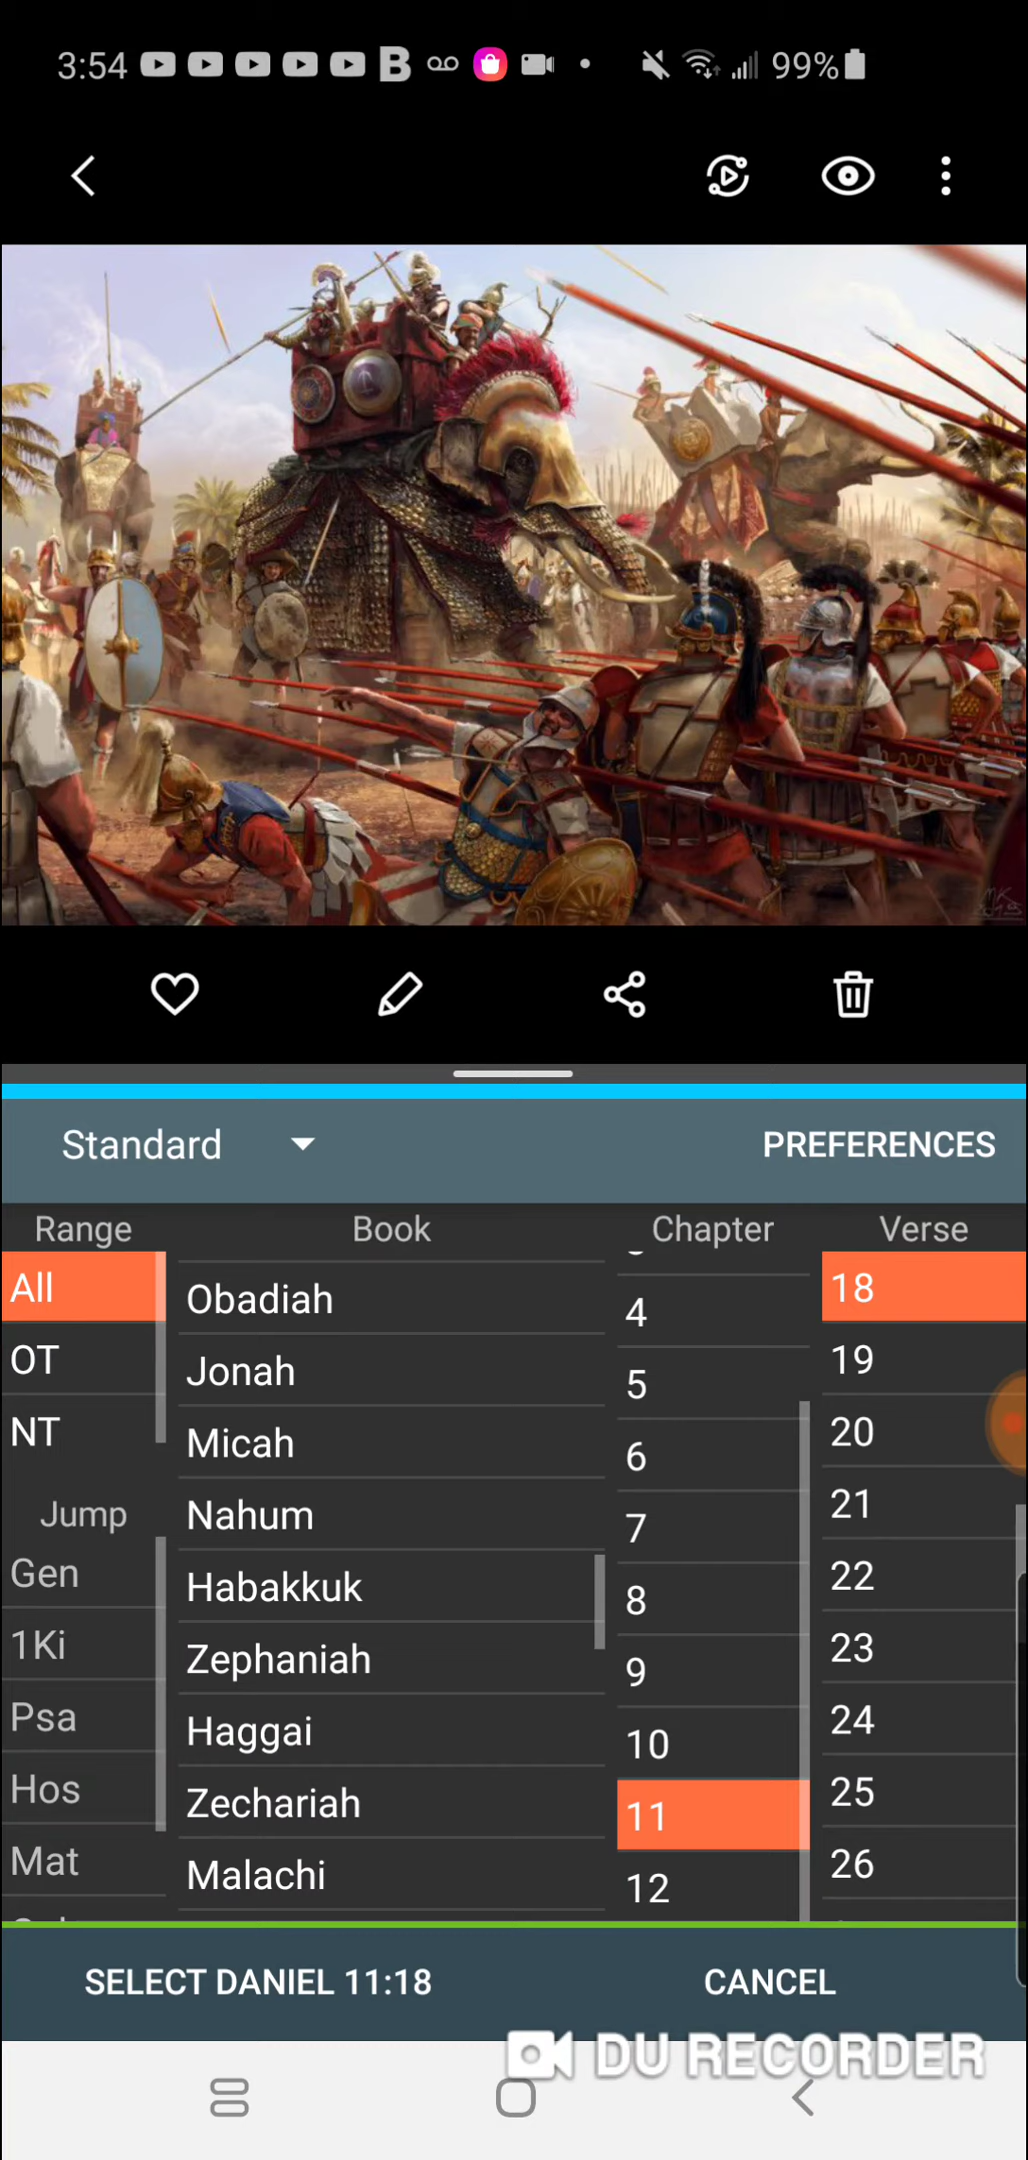 3:54 B 99%
Standard PREFERENCES
Range Book Chapter Verse
All Obadiah 4 18
OT Jonah 5 19
NT Micah 6 20
Jump Nahum 7 21
Gen Habakkuk 8 22
1Ki Zephaniah 9 23
Psa Haggai 10 24
Hos Zechariah 11 25
Mat Malachi 12 26
SELECT DANIEL 11:18 CANCEL
DU RECORDER